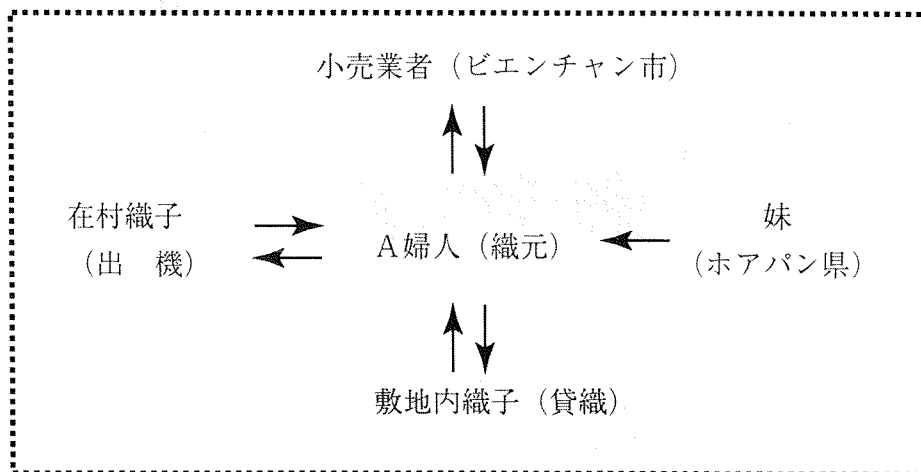 小売業者（ビエンチャン市）
在村織子
（出　機）
A婦人（織元）
妹
（ホアパン県）
敷地内織子（賃織）